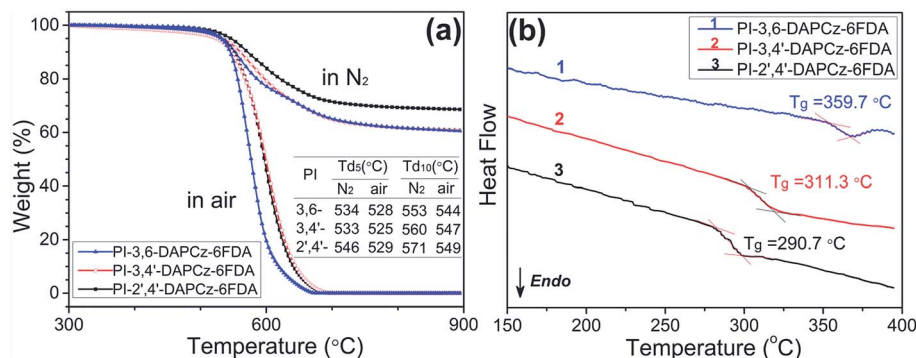 (a)
Weight (%)
100
80
60
40
20
0
in N₂
in air
PI Td₅(°C) Td₁₀(°C)
N₂ air N₂ air
3,6- 534 528 553 544
3,4'- 533 525 560 547
2',4'- 546 529 571 549
PI-3,6-DAPCz-6FDA
PI-3,4'-DAPCz-6FDA
PI-2',4'-DAPCz-6FDA
300 600 900
Temperature (°C)
(b)
Heat Flow
1 PI-3,6-DAPCz-6FDA
2 PI-3,4'-DAPCz-6FDA
3 PI-2',4'-DAPCz-6FDA
1
Tg =359.7 °C
2
Tg =311.3 °C
3
Tg =290.7 °C
Endo
150 200 250 300 350 400
Temperature (°C)